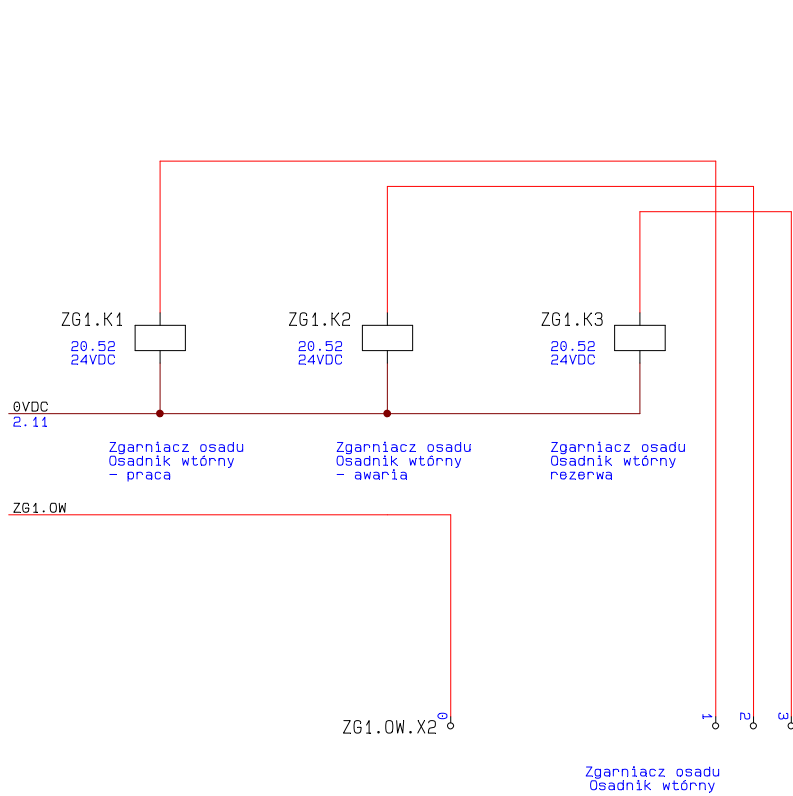 ZG1.K1
20.52
24VDC
ZG1.K2
20.52
24VDC
ZG1.K3
20.52
24VDC
0VDC
2.11
Zgarniacz osadu
Osadnik wtórny
- praca
Zgarniacz osadu
Osadnik wtórny
- awaria
Zgarniacz osadu
Osadnik wtórny
rezerwa
ZG1.OW
ZG1.OW.X2
0
1
2
3
Zgarniacz osadu
Osadnik wtórny